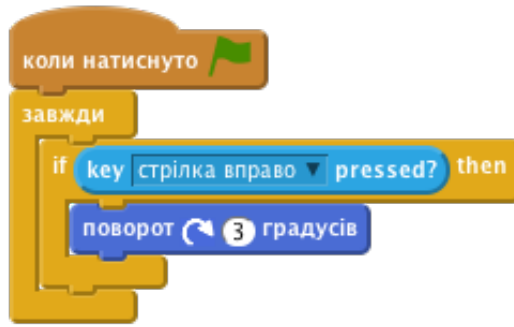 коли натиснуто
завжди
if key стрілка вправо pressed? then
поворот 3 градусів